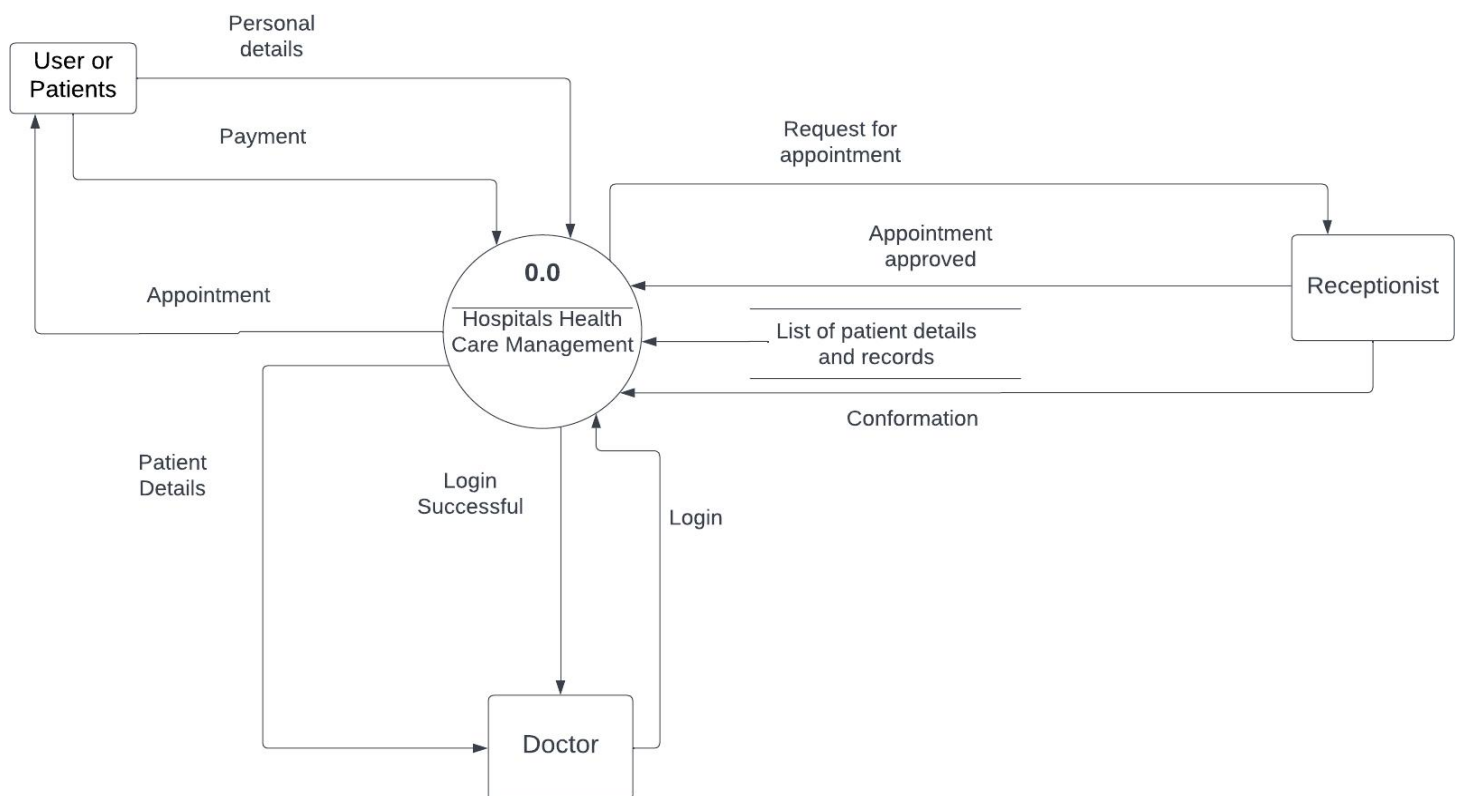 Personal
details
User or
Patients
Payment
Request for
appointment
Appointment
approved
0.0
Receptionist
Appointment
Hospitals Health
Care Management
List of patient details
and records
Conformation
Patient
Details
Login
Successful
Login
Doctor